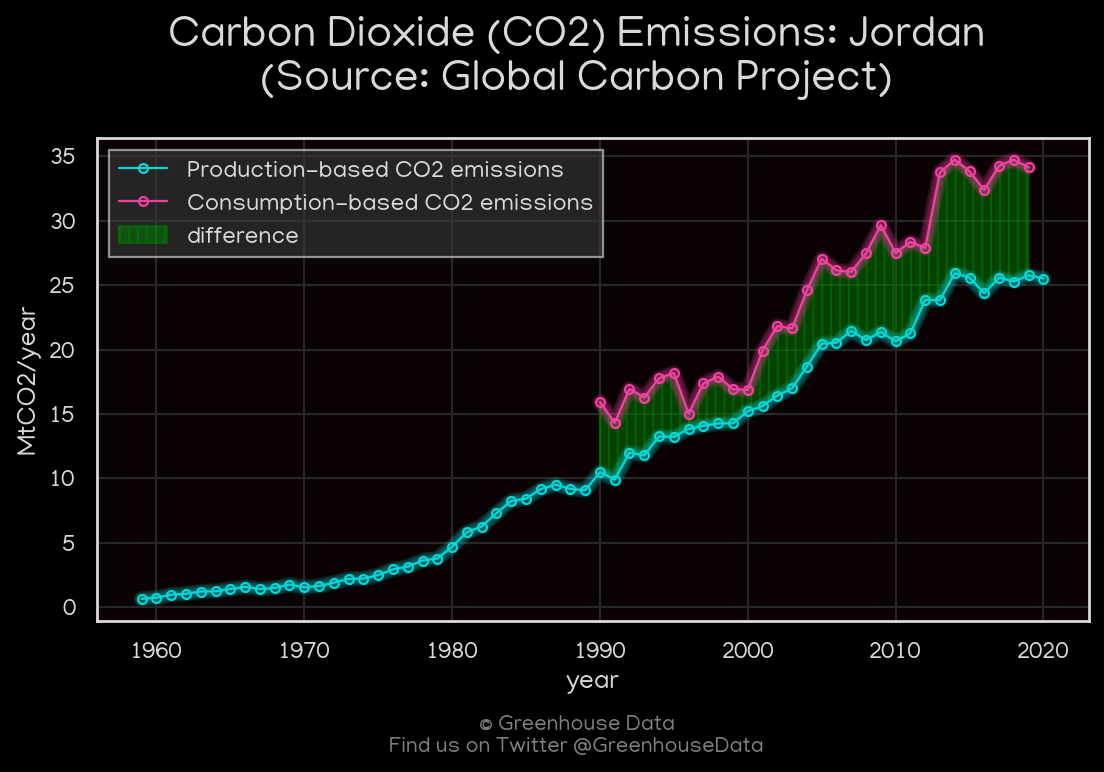 Carbon Dioxide (CO2) Emissions: Jordan
(Source: Global Carbon Project)
Production-based CO2 emissions
Consumption-based CO2 emissions
difference
MtCO2/year
35
30
25
20
15
10
5
0
1960 1970 1980 1990 2000 2010 2020
year
© Greenhouse Data
Find us on Twitter @GreenhouseData